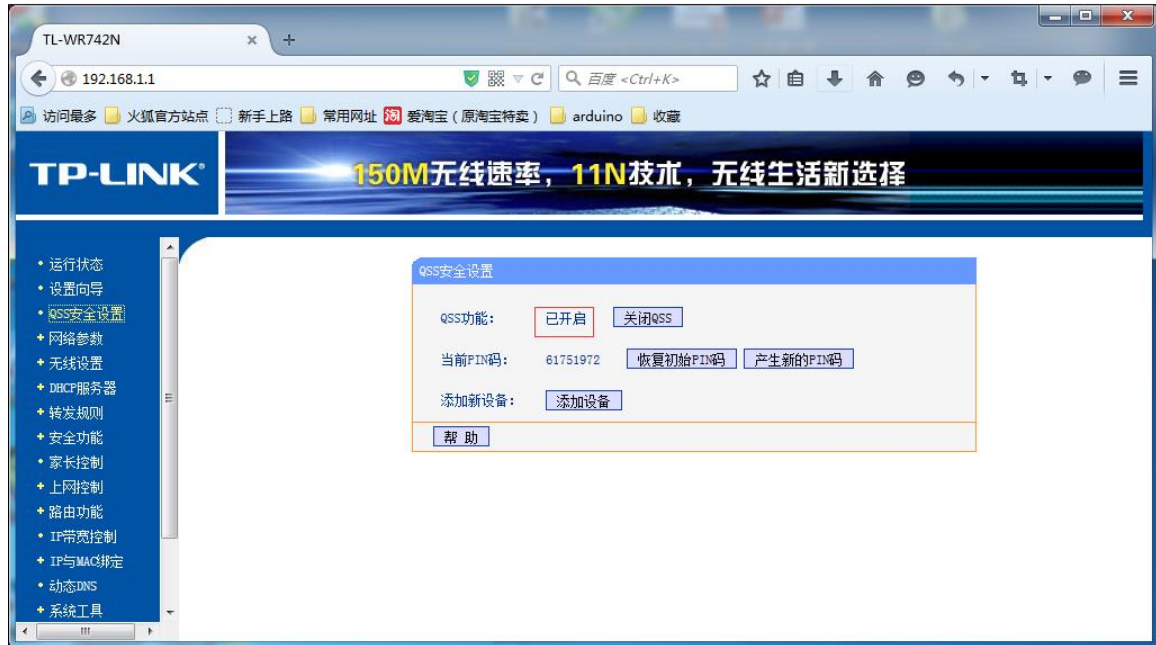 TL-WR742N
192.168.1.1
百度 <Ctrl+K>
访问最多 火狐官方站点 新手上路 常用网址 淘 爱淘宝（原淘宝特卖） arduino 收藏
TP-LINK® 150M无线速率，11N技术，无线生活新选择
运行状态
设置向导
QSS安全设置
网络参数
无线设置
DHCP服务器
转发规则
安全功能
家长控制
上网控制
路由功能
IP带宽控制
IP与MAC绑定
动态DNS
系统工具
QSS安全设置
QSS功能： 已开启 关闭QSS
当前PIN码： 61751972 恢复初始PIN码 产生新的PIN码
添加新设备： 添加设备
帮 助